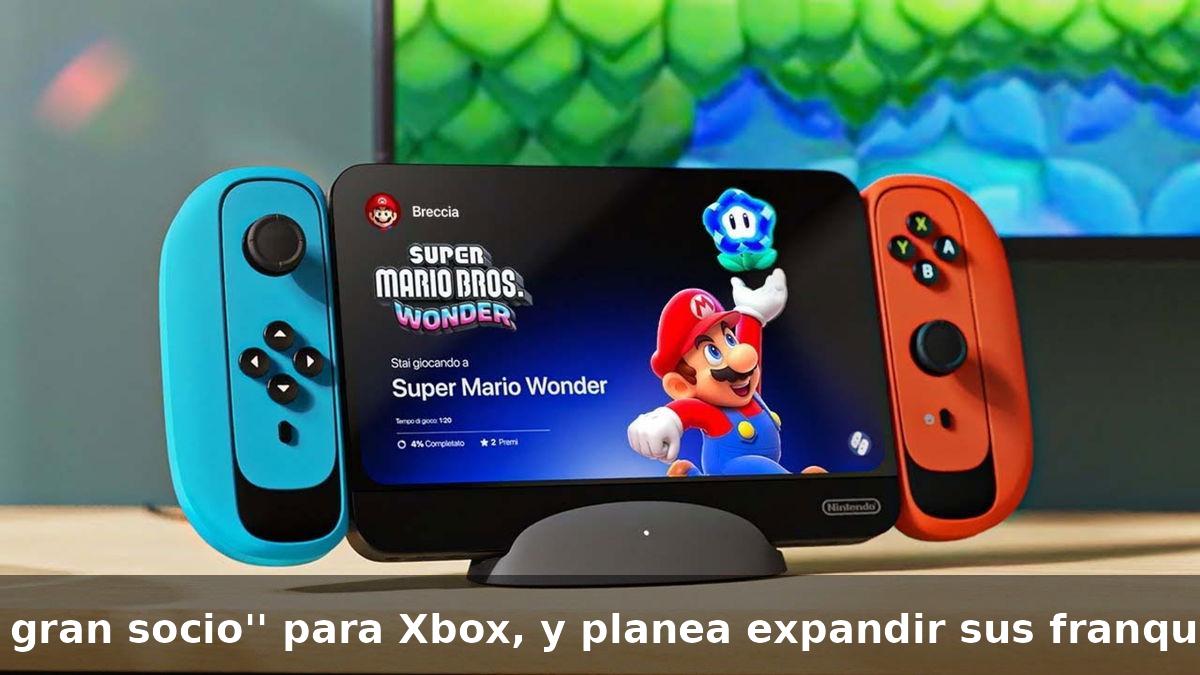 Breccia
SUPER
MARIO BROS.
WONDER
Stai giocando a
Super Mario Wonder
Tempo di gioco: 1:20
4% Completato
2 Premi
Nintendo
X
Y
A
B
gran socio'' para Xbox, y planea expandir sus franqu